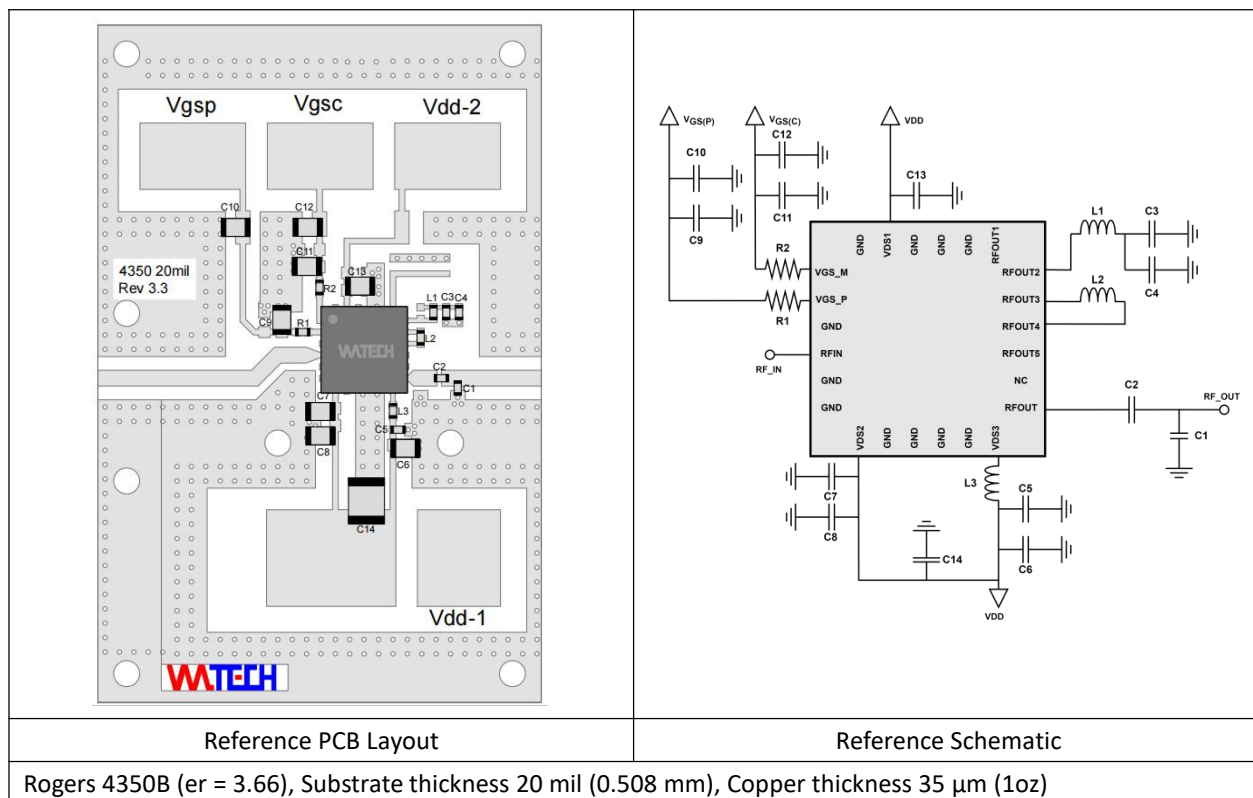 Vgsp Vgsc Vdd-2
C10 C12
C11
4350 20mil
Rev 3.3
C13
R2
C9 R1
L1 C3 C4
L2
WATECH
C2
C1
C7
L3
C5
C8
C6
C14
Vdd-1
WATECH
VGS(P) VGS(C) VDD
C12
C10
C13
C11
C9
R2
R1
L1 C3
L2
C4
GND VDS1 GND GND GND RFOUT1
VGS_M RFOUT2
VGS_P RFOUT3
GND RFOUT4
RFIN RFOUT5
GND NC
GND RFOUT
VDS2 GND GND GND GND VDS3
RF_IN
C2 RF_OUT
C1
L3
C7
C5
C8
C14 C6
VDD
Reference PCB Layout Reference Schematic
Rogers 4350B (er = 3.66), Substrate thickness 20 mil (0.508 mm), Copper thickness 35 µm (1oz)